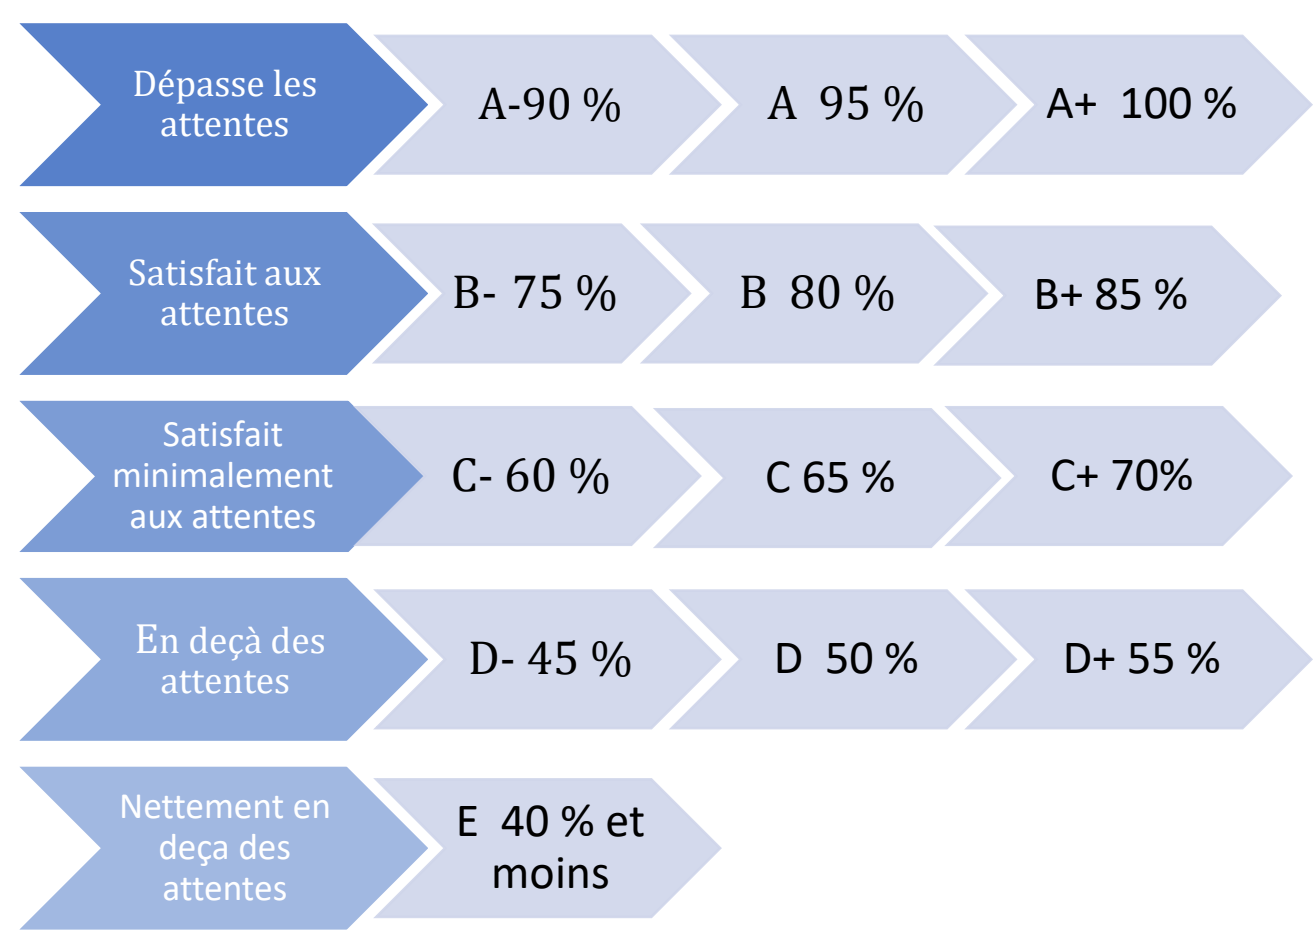 Dépasse les
attentes
A-90 %
A 95 %
A+ 100 %
Satisfait aux
attentes
B- 75 %
B 80 %
B+ 85 %
Satisfait
minimalement
aux attentes
C- 60 %
C 65 %
C+ 70%
En deçà des
attentes
D- 45 %
D 50 %
D+ 55 %
Nettement en
deça des
attentes
E 40 % et
moins